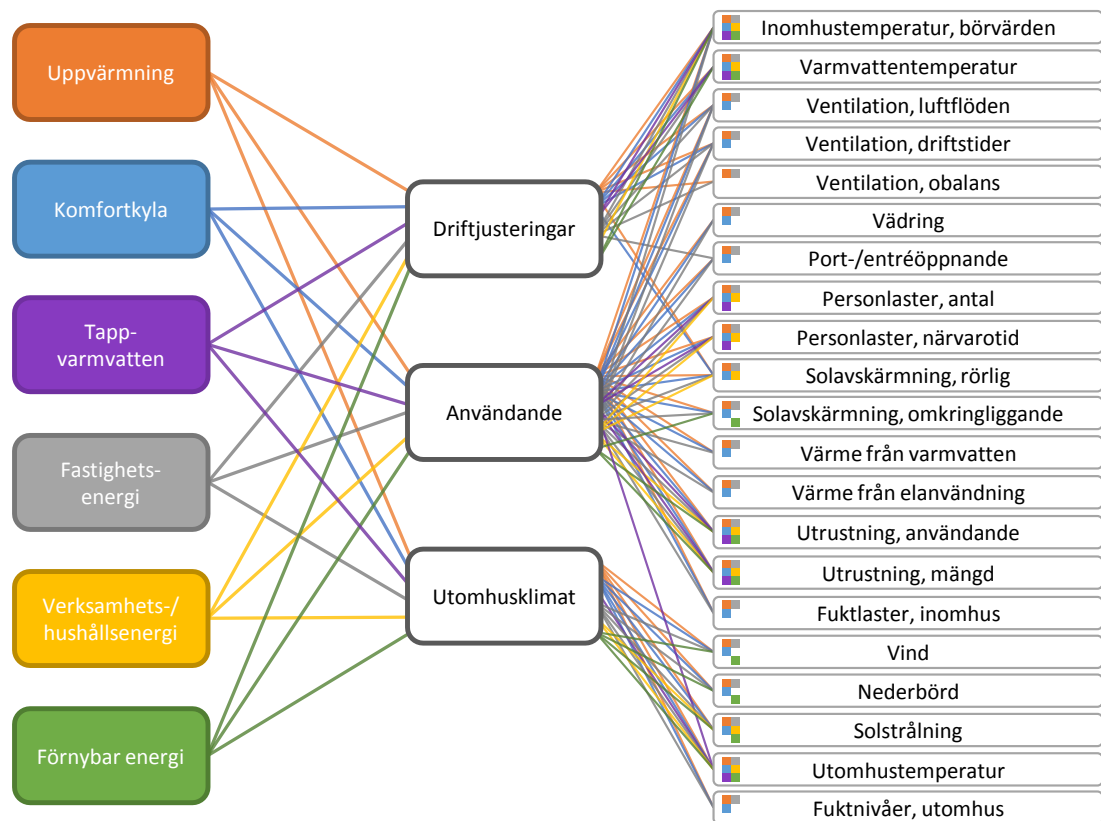 Uppvärmning
Komfortkyla
Tapp-
varmvatten
Fastighets-
energi
Verksamhets-/
hushållsenergi
Förnybar energi
Driftjusteringar
Användande
Utomhusklimat
Inomhustemperatur, börvärden
Varmvattentemperatur
Ventilation, luftflöden
Ventilation, driftstider
Ventilation, obalans
Vädring
Port-/entréöppnande
Personlaster, antal
Personlaster, närvarotid
Solavskärmning, rörlig
Solavskärmning, omkringliggande
Värme från varmvatten
Värme från elanvändning
Utrustning, användande
Utrustning, mängd
Fuktlaster, inomhus
Vind
Nederbörd
Solstrålning
Utomhustemperatur
Fuktnivåer, utomhus